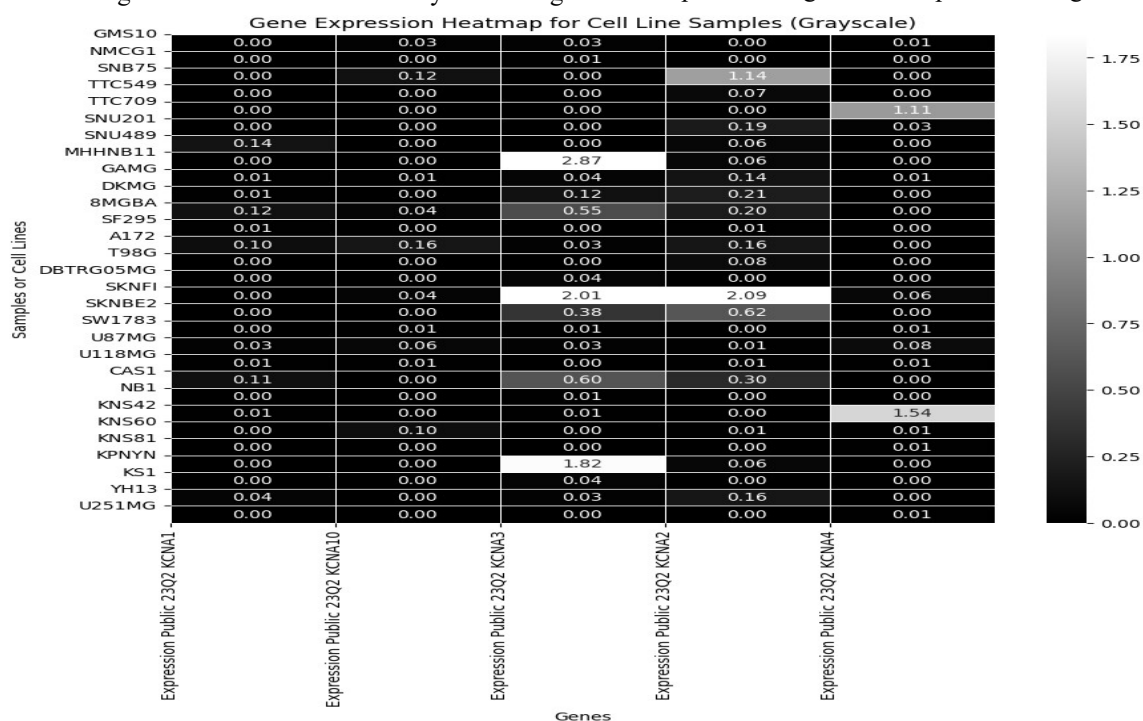 Gene Expression Heatmap for Cell Line Samples (Grayscale)
GMS10 0.00 0.03 0.03 0.00 0.01
NMCG1 0.00 0.00 0.01 0.00 0.00
SNB75 0.00 0.12 0.00 1.14 0.00
TTC549 0.00 0.00 0.00 0.07 0.00
TTC709 0.00 0.00 0.00 0.00 1.11
SNU201 0.00 0.00 0.00 0.19 0.03
SNU489 0.14 0.00 0.00 0.06 0.00
MHHNB11 0.00 0.00 2.87 0.06 0.00
GAMG 0.01 0.01 0.04 0.14 0.01
DKMG 0.01 0.00 0.12 0.21 0.00
8MGBA 0.12 0.04 0.55 0.20 0.00
SF295 0.01 0.00 0.00 0.01 0.00
A172 0.10 0.16 0.03 0.16 0.00
T98G 0.00 0.00 0.00 0.08 0.00
DBTRG05MG 0.00 0.00 0.04 0.00 0.00
SKNFI 0.00 0.04 2.01 2.09 0.06
SKNBE2 0.00 0.00 0.38 0.62 0.00
SW1783 0.00 0.01 0.01 0.00 0.01
U87MG 0.03 0.06 0.03 0.01 0.08
U118MG 0.01 0.01 0.00 0.01 0.01
CAS1 0.11 0.00 0.60 0.30 0.00
NB1 0.00 0.00 0.01 0.00 0.00
KNS42 0.01 0.00 0.01 0.00 1.54
KNS60 0.00 0.10 0.00 0.01 0.01
KNS81 0.00 0.00 0.00 0.00 0.01
KPNYN 0.00 0.00 1.82 0.06 0.00
KS1 0.00 0.00 0.04 0.00 0.00
YH13 0.04 0.00 0.03 0.16 0.00
U251MG 0.00 0.00 0.00 0.00 0.01
Samples or Cell Lines
Expression Public 23Q2 KCNA1
Expression Public 23Q2 KCNA10
Expression Public 23Q2 KCNA3
Expression Public 23Q2 KCNA2
Expression Public 23Q2 KCNA4
Genes
1.75
1.50
1.25
1.00
0.75
0.50
0.25
0.00